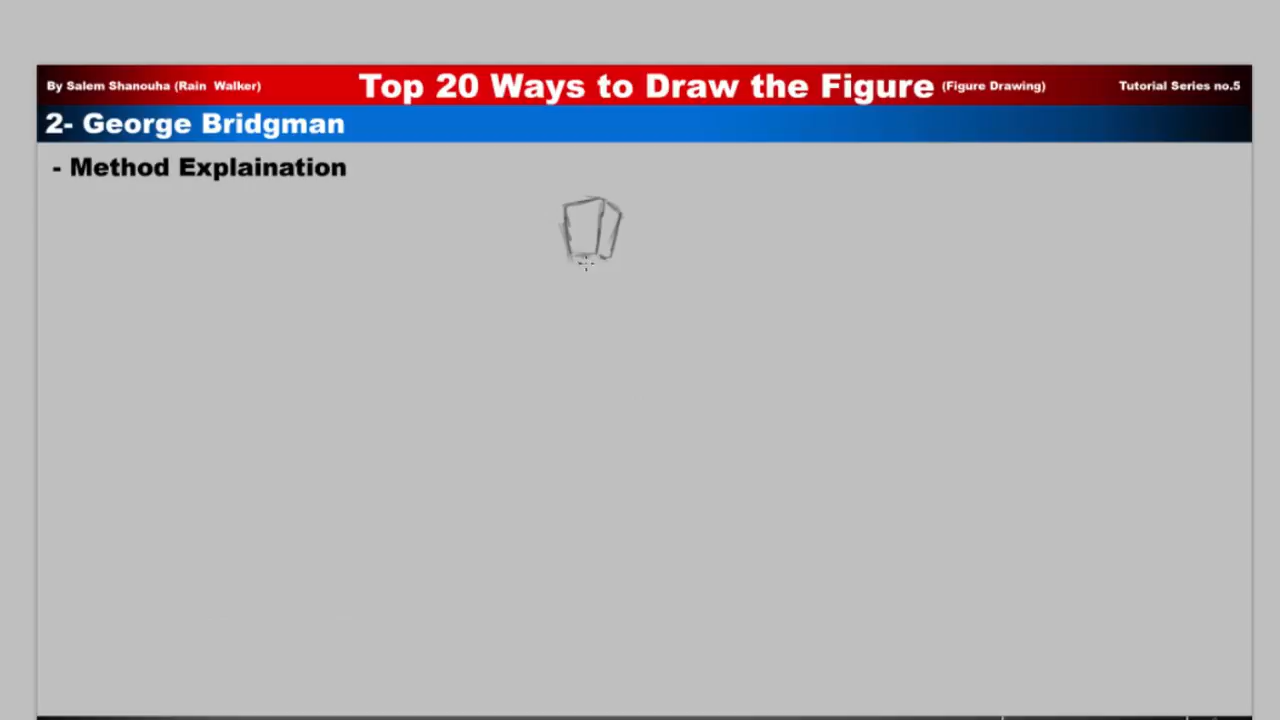 By Salem Shanouha (Rain Walker) Top 20 Ways to Draw the Figure (Figure Drawing) Tutorial Series no.5
2- George Bridgman
- Method Explaination